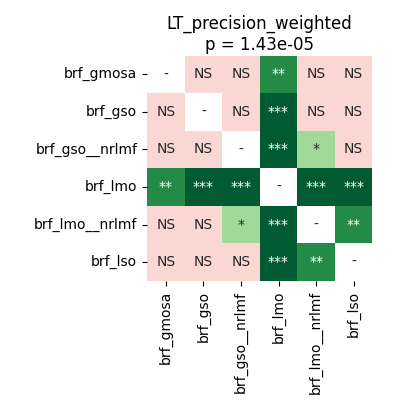 LT_precision_weighted
p = 1.43e-05
brf_gmosa - NS NS ** NS NS
brf_gso NS - NS *** NS NS
brf_gso__nrlmf NS NS - *** * NS
brf_lmo ** *** *** - *** ***
brf_lmo__nrlmf NS NS * *** - **
brf_lso NS NS NS *** ** -
brf_gmosa
brf_gso
brf_gso__nrlmf
brf_lmo
brf_lmo__nrlmf
brf_lso